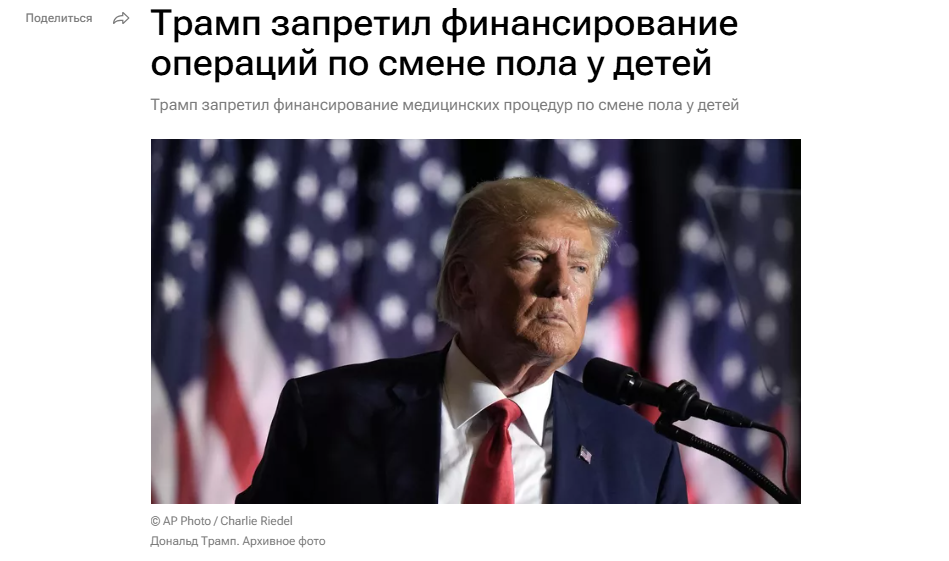 Поделиться
Трамп запретил финансирование
операций по смене пола у детей
Трамп запретил финансирование медицинских процедур по смене пола у детей
© AP Photo / Charlie Riedel
Дональд Трамп. Архивное фото